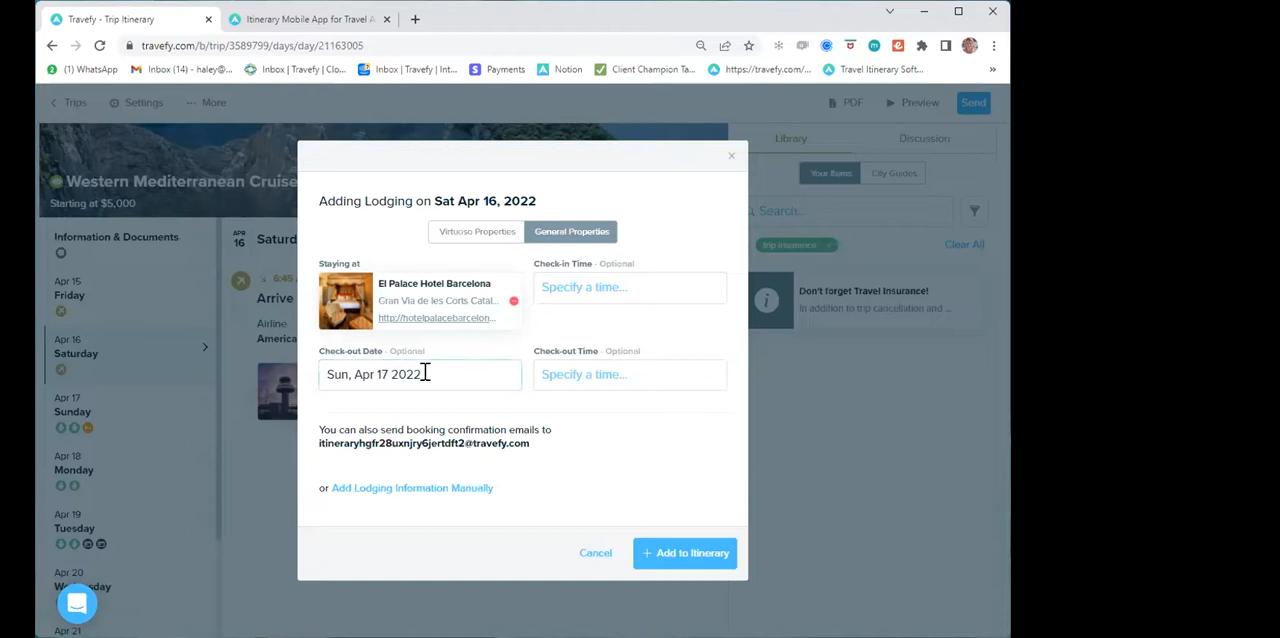 Travefy - Trip Itinerary
Itinerary Mobile App for Travel A
travefy.com/b/trip/3589799/days/day/21163005
(1) WhatsApp
Inbox (14) - haley@...
Inbox | Travefy | Clo...
Inbox | Travefy | Int...
Payments
Notion
Client Champion Ta...
https://travefy.com/...
Travel Itinerary Soft...
»
Trips
Settings
More
PDF
Preview
Send
Western Mediterranean Cruise
Starting at $5,000
Library
Discussion
Your Items
City Guides
Search...
trip insurance
Clear All
Don't forget Travel Insurance!
In addition to trip cancellation and ...
Information & Documents
Apr 15
Friday
Apr 16
Saturday
Apr 17
Sunday
Apr 18
Monday
Apr 19
Tuesday
Apr 20
Apr 21
APR
16
Saturday
6:45
Arrive
Airline
America
Adding Lodging on Sat Apr 16, 2022
Virtuoso Properties
General Properties
Staying at
El Palace Hotel Barcelona
Gran Via de les Corts Catal...
http://hotelpalacebarcelon...
Check-in Time - Optional
Specify a time...
Check-out Date - Optional
Sun, Apr 17 2022
Check-out Time - Optional
Specify a time...
You can also send booking confirmation emails to
itineraryhgfr28uxnjry6jertdft2@travefy.com
or Add Lodging Information Manually
Cancel
+ Add to Itinerary